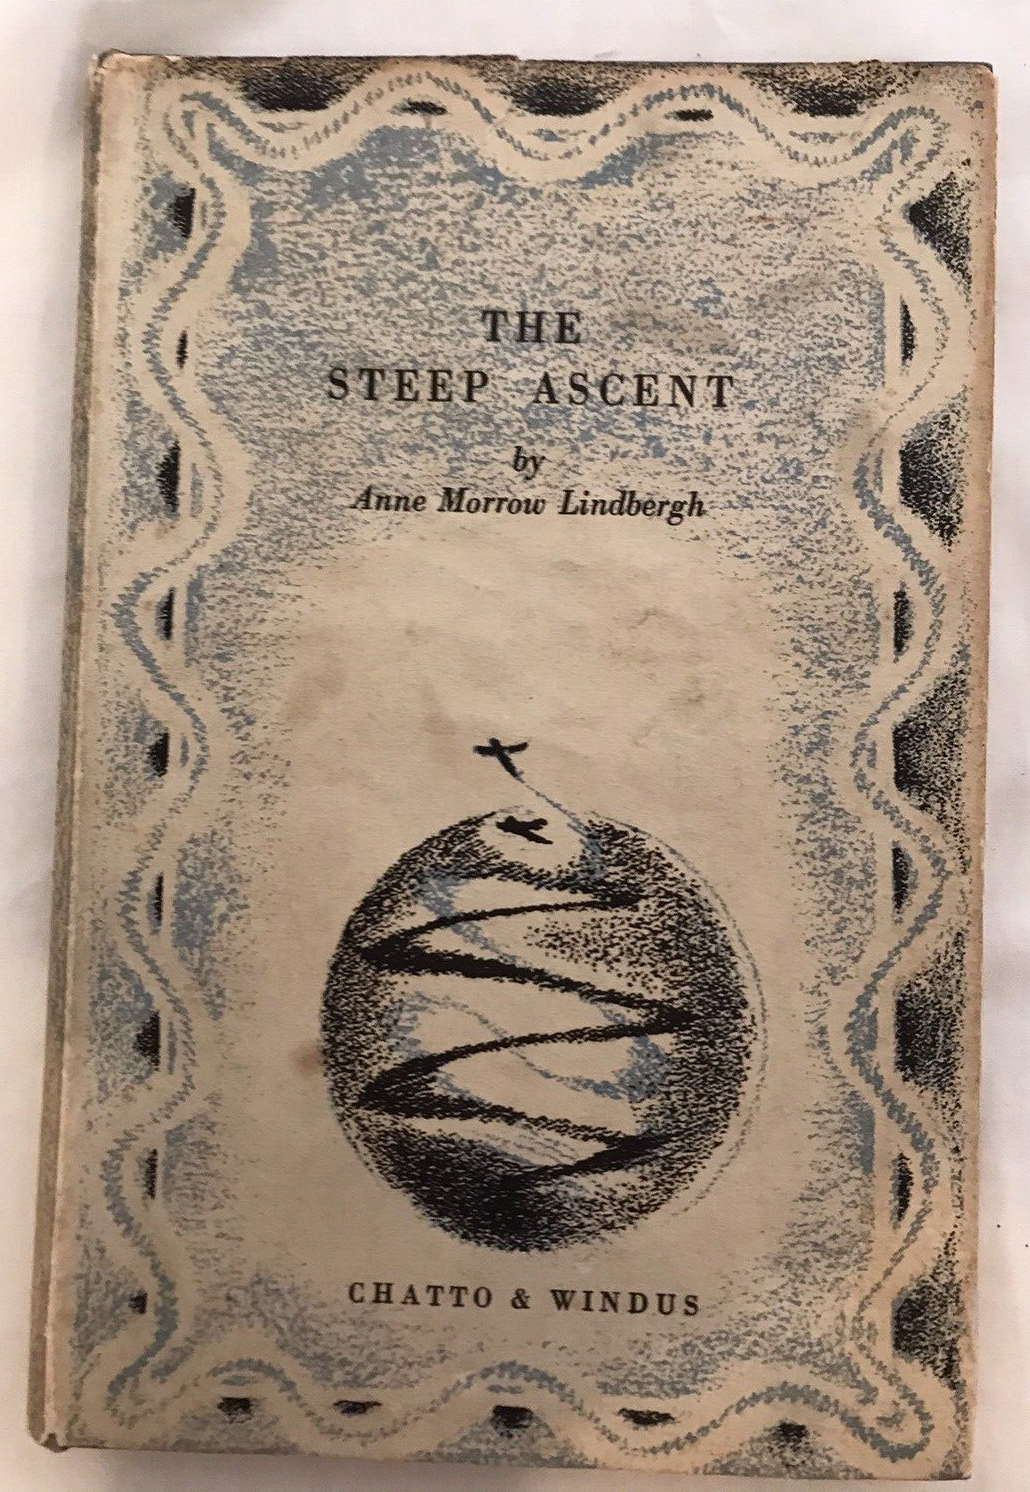 THE
STEEP ASCENT
by
Anne Morrow Lindbergh
CHATTO & WINDUS